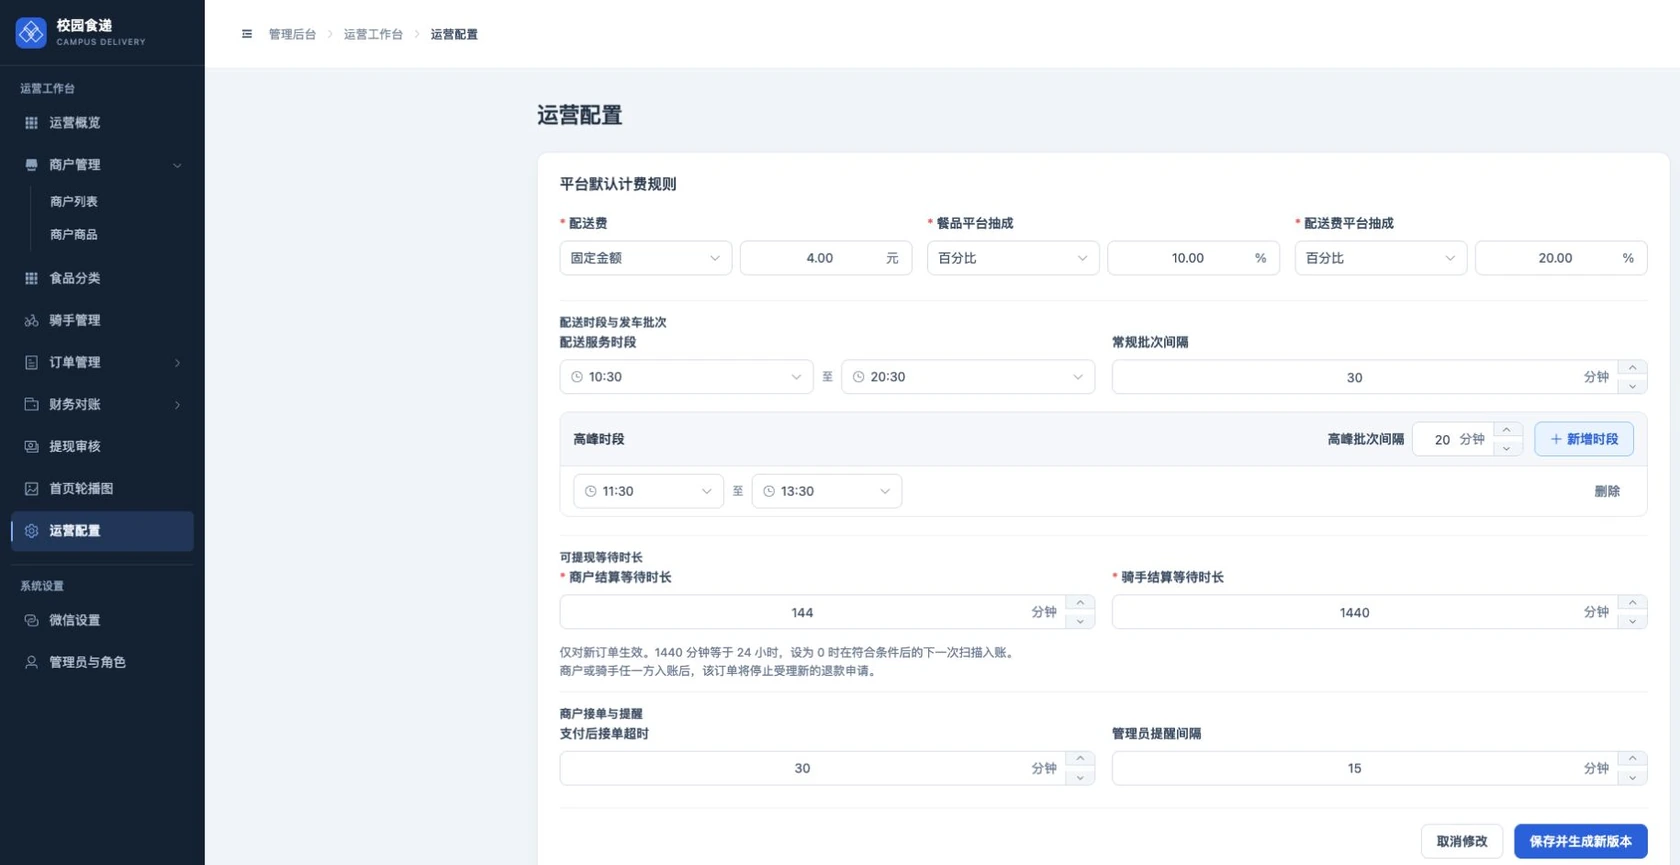 校园食递
CAMPUS DELIVERY
管理后台 运营工作台 运营配置
运营工作台
运营概览
商户管理
商户列表
商户商品
食品分类
骑手管理
订单管理
财务对账
提现审核
首页轮播图
运营配置
系统设置
微信设置
管理员与角色
运营配置
平台默认计费规则
* 配送费 * 餐品平台抽成 * 配送费平台抽成
固定金额 4.00 元 百分比 10.00 % 百分比 20.00 %
配送时段与发车批次
配送服务时段 常规批次间隔
10:30 至 20:30 30 分钟
高峰时段 高峰批次间隔 20 分钟 + 新增时段
11:30 至 13:30 删除
可提现等待时长
* 商户结算等待时长 * 骑手结算等待时长
144 分钟 1440 分钟
仅对新订单生效。1440 分钟等于 24 小时，设为 0 时在符合条件后的下一次扫描入账。
商户或骑手任一方入账后，该订单将停止受理新的退款申请。
商户接单与提醒
支付后接单超时 管理员提醒间隔
30 分钟 15 分钟
取消修改 保存并生成新版本